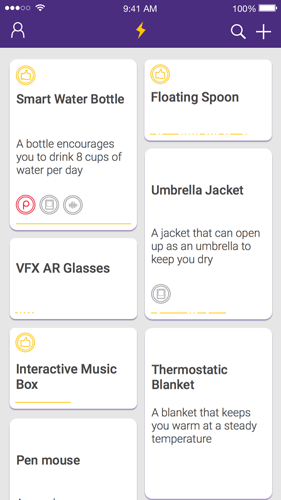 9:41 AM
100%
Smart Water Bottle
A bottle encourages
you to drink 8 cups of
water per day
VFX AR Glasses
Interactive Music
Box
Pen mouse
Floating Spoon
Umbrella Jacket
A jacket that can open
up as an umbrella to
keep you dry
Thermostatic
Blanket
A blanket that keeps
you warm at a steady
temperature